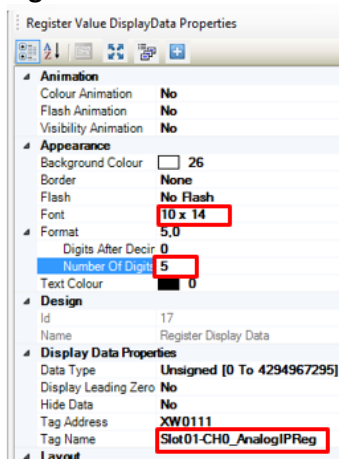 Register Value DisplayData Properties
Animation
Colour Animation No
Flash Animation No
Visibility Animation No
Appearance
Background Colour 26
Border None
Flash No Flash
Font 10 x 14
Format 5,0
Digits After Decir 0
Number Of Digits 5
Text Colour 0
Design
Id 17
Name Register Display Data
Display Data Properties
Data Type Unsigned [0 To 4294967295]
Display Leading Zero No
Hide Data No
Tag Address XW0111
Tag Name Slot01-CH0_AnalogIPReg
Layout